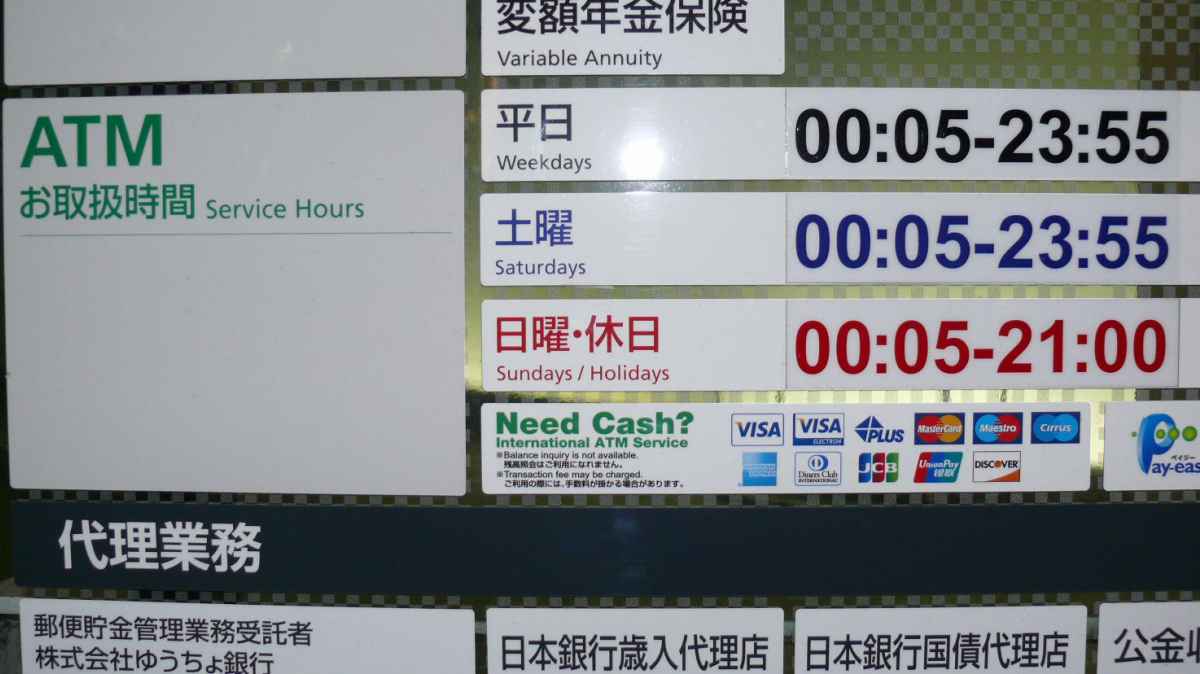 変額年金保険
Variable Annuity
ATM
お取扱時間 Service Hours
平日
Weekdays
00:05-23:55
土曜
Saturdays
00:05-23:55
日曜・休日
Sundays / Holidays
00:05-21:00
Need Cash?
International ATM Service
※Balance inquiry is not available.
残高照会はご利用になれません。
※Transaction fee may be charged.
ご利用の際には、手数料が掛かる場合があります。
VISA
VISA
ELECTRON
PLUS
MasterCard
Maestro
Cirrus
Diners Club
INTERNATIONAL
JCB
UnionPay
银联
DISCOVER
ペイジー
Pay-eas
代理業務
郵便貯金管理業務受託者
株式会社ゆうちょ銀行
日本銀行歳入代理店
日本銀行国債代理店
公金収